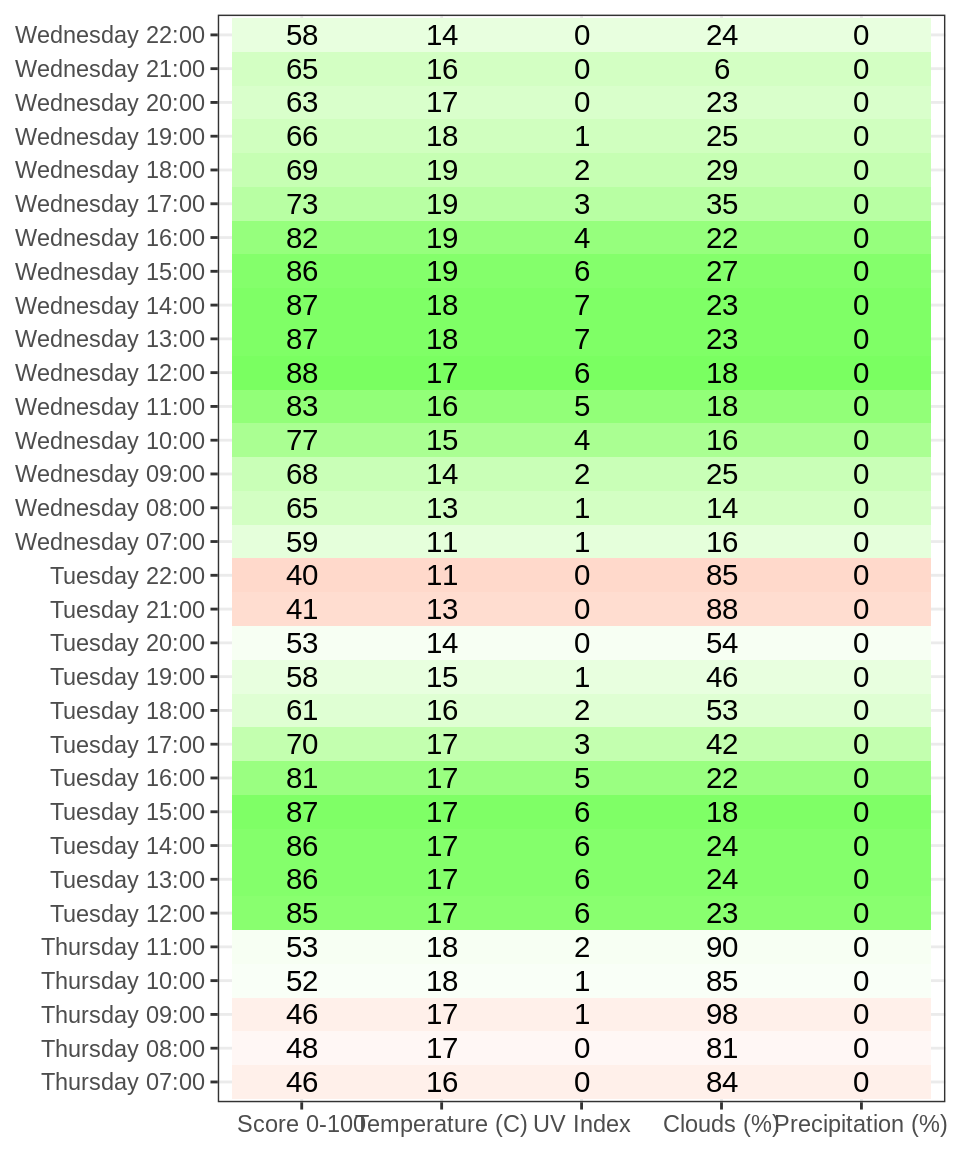 Wednesday 22:00 58 14 0 24 0
Wednesday 21:00 65 16 0 6 0
Wednesday 20:00 63 17 0 23 0
Wednesday 19:00 66 18 1 25 0
Wednesday 18:00 69 19 2 29 0
Wednesday 17:00 73 19 3 35 0
Wednesday 16:00 82 19 4 22 0
Wednesday 15:00 86 19 6 27 0
Wednesday 14:00 87 18 7 23 0
Wednesday 13:00 87 18 7 23 0
Wednesday 12:00 88 17 6 18 0
Wednesday 11:00 83 16 5 18 0
Wednesday 10:00 77 15 4 16 0
Wednesday 09:00 68 14 2 25 0
Wednesday 08:00 65 13 1 14 0
Wednesday 07:00 59 11 1 16 0
Tuesday 22:00 40 11 0 85 0
Tuesday 21:00 41 13 0 88 0
Tuesday 20:00 53 14 0 54 0
Tuesday 19:00 58 15 1 46 0
Tuesday 18:00 61 16 2 53 0
Tuesday 17:00 70 17 3 42 0
Tuesday 16:00 81 17 5 22 0
Tuesday 15:00 87 17 6 18 0
Tuesday 14:00 86 17 6 24 0
Tuesday 13:00 86 17 6 24 0
Tuesday 12:00 85 17 6 23 0
Thursday 11:00 53 18 2 90 0
Thursday 10:00 52 18 1 85 0
Thursday 09:00 46 17 1 98 0
Thursday 08:00 48 17 0 81 0
Thursday 07:00 46 16 0 84 0
Score 0-100 Temperature (C) UV Index Clouds (%) Precipitation (%)